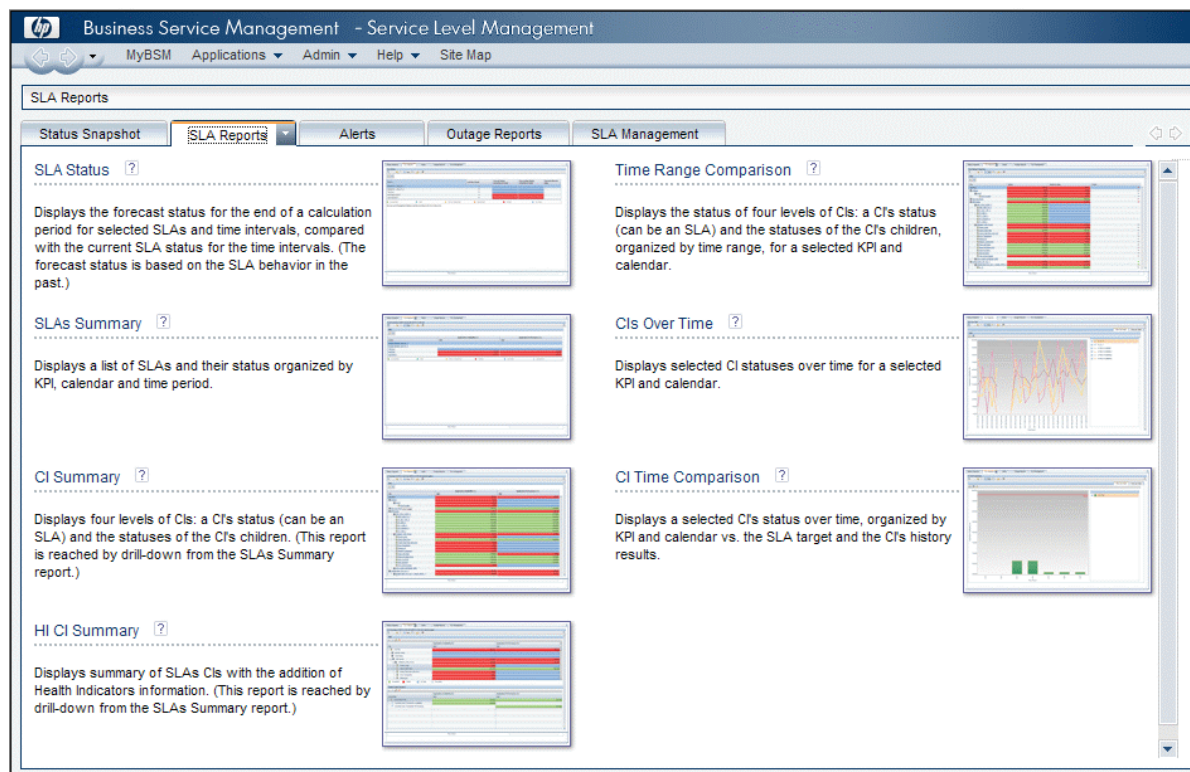 hp Business Service Management - Service Level Management
MyBSM Applications Admin Help Site Map
SLA Reports
Status Snapshot SLA Reports Alerts Outage Reports SLA Management
SLA Status ?
Displays the forecast status for the end of a calculation
period for selected SLAs and time intervals, compared
with the current SLA status for the time intervals. (The
forecast status is based on the SLA behavior in the
past.)
Time Range Comparison ?
Displays the status of four levels of CIs: a CI's status
(can be an SLA) and the statuses of the CI's children,
organized by time range, for a selected KPI and
calendar.
SLAs Summary ?
Displays a list of SLAs and their status organized by
KPI, calendar and time period.
CIs Over Time ?
Displays selected CI statuses over time for a selected
KPI and calendar.
CI Summary ?
Displays four levels of CIs: a CI's status (can be an
SLA) and the statuses of the CI's children. (This report
is reached by drill-down from the SLAs Summary
report.)
CI Time Comparison ?
Displays a selected CI's status over time, organized by
KPI and calendar vs. the SLA target and the CI's history
results.
HI CI Summary ?
Displays summary of SLAs CIs with the addition of
Health Indicators information. (This report is reached by
drill-down from the SLAs Summary report.)